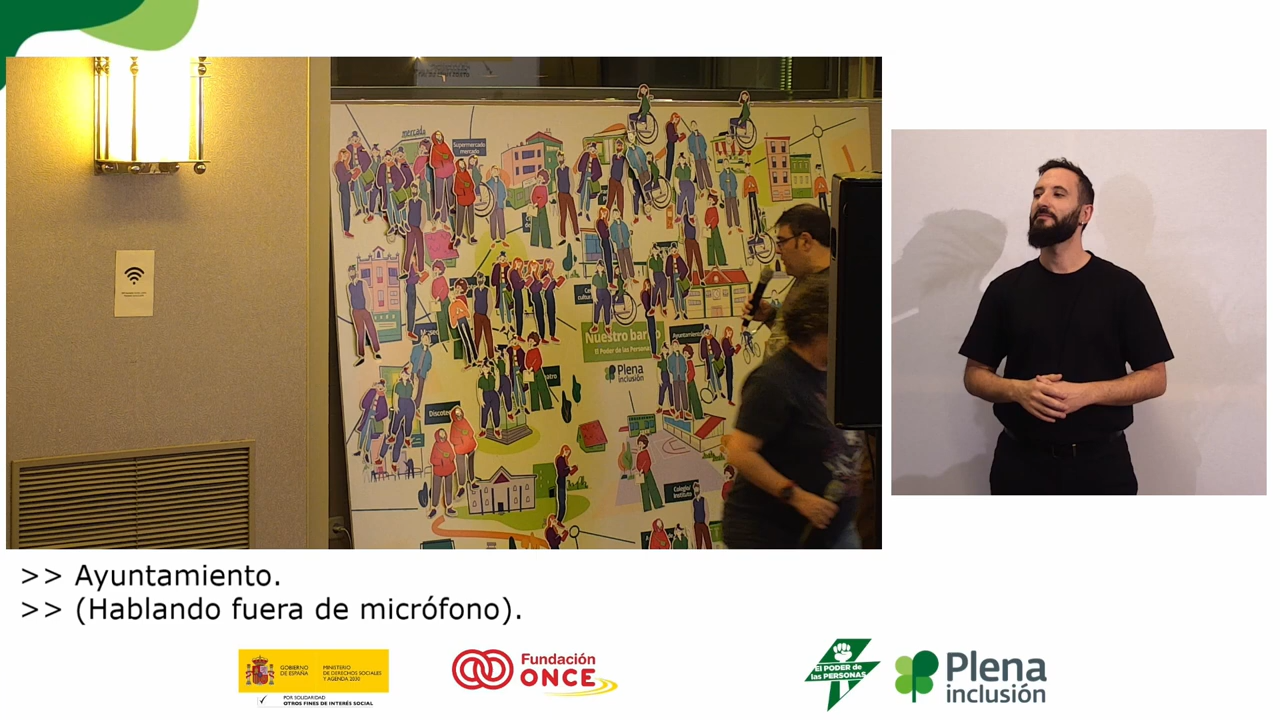 mercado
Supermercado
mercado
Nuestro barrio
El Poder de las Personas
Plena
inclusión
Ayuntamiento
Discoteca
Colegio/
Instituto
>> Ayuntamiento.
>> (Hablando fuera de micrófono).
GOBIERNO
DE ESPAÑA
MINISTERIO
DE DERECHOS SOCIALES
Y AGENDA 2030
POR SOLIDARIDAD
OTROS FINES DE INTERÉS SOCIAL
Fundación
ONCE
El PODER de
las PERSONAS
Plena
inclusión